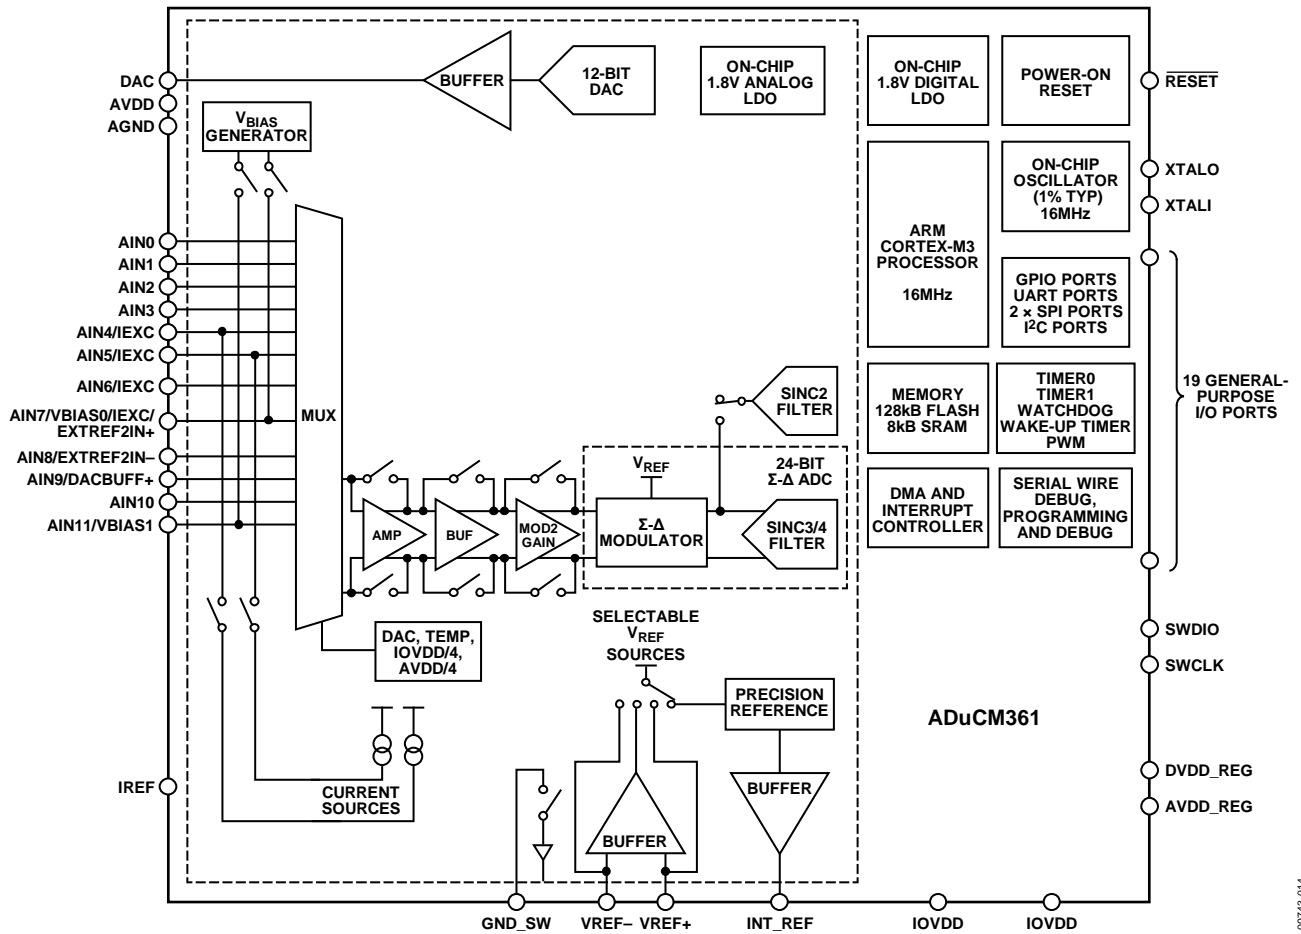 DAC
AVDD
AGND
BUFFER
12-BIT
DAC
VBIAS
GENERATOR
ON-CHIP
1.8V ANALOG
LDO
ON-CHIP
1.8V DIGITAL
LDO
POWER-ON
RESET
RESET
ARM
CORTEX-M3
PROCESSOR
16MHz
ON-CHIP
OSCILLATOR
(1% TYP)
16MHz
XTALO
XTALI
GPIO PORTS
UART PORTS
2 × SPI PORTS
I2C PORTS
19 GENERAL-
PURPOSE
I/O PORTS
AIN0
AIN1
AIN2
AIN3
AIN4/IEXC
AIN5/IEXC
AIN6/IEXC
AIN7/VBIAS0/IEXC/
EXTREF2IN+
AIN8/EXTREF2IN–
AIN9/DACBUFF+
AIN10
AIN11/VBIAS1
MUX
AMP
BUF
MOD2
GAIN
VREF
Σ-Δ
MODULATOR
24-BIT
Σ-Δ ADC
SINC2
FILTER
SINC3/4
FILTER
MEMORY
128kB FLASH
8kB SRAM
TIMER0
TIMER1
WATCHDOG
WAKE-UP TIMER
PWM
DMA AND
INTERRUPT
CONTROLLER
SERIAL WIRE
DEBUG,
PROGRAMMING
AND DEBUG
DAC, TEMP,
IOVDD/4,
AVDD/4
SELECTABLE
VREF
SOURCES
PRECISION
REFERENCE
BUFFER
BUFFER
CURRENT
SOURCES
IREF
ADuCM361
SWDIO
SWCLK
DVDD_REG
AVDD_REG
GND_SW
VREF–
VREF+
INT_REF
IOVDD
IOVDD
09743-014